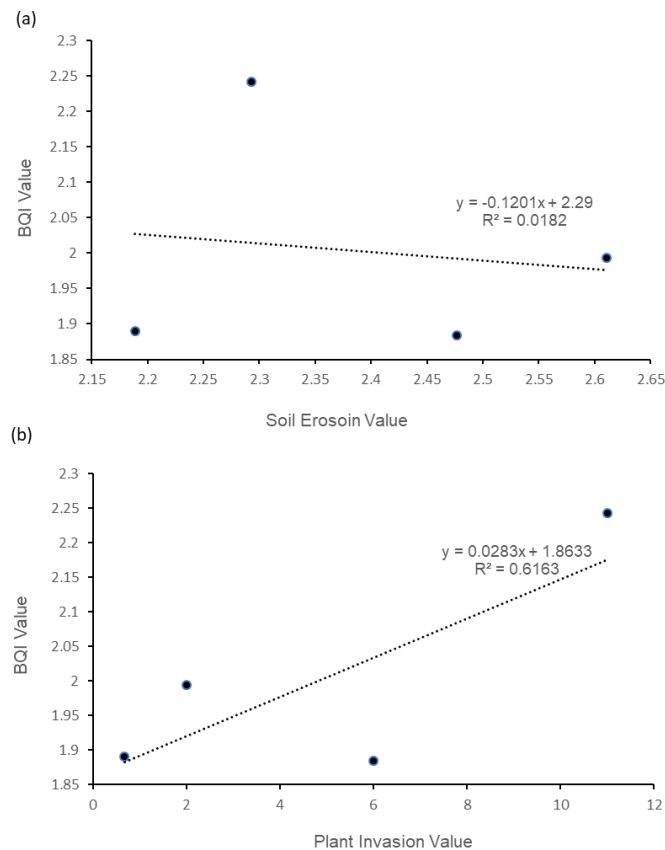 (a)
2.3
2.25
2.2
2.15
2.1
2.05
2
1.95
1.9
1.85
BQI Value
y = -0.1201x + 2.29
R² = 0.0182
2.15 2.2 2.25 2.3 2.35 2.4 2.45 2.5 2.55 2.6 2.65
Soil Erosoin Value
(b)
2.3
2.25
2.2
2.15
2.1
2.05
2
1.95
1.9
1.85
BQI Value
y = 0.0283x + 1.8633
R² = 0.6163
0 2 4 6 8 10 12
Plant Invasion Value